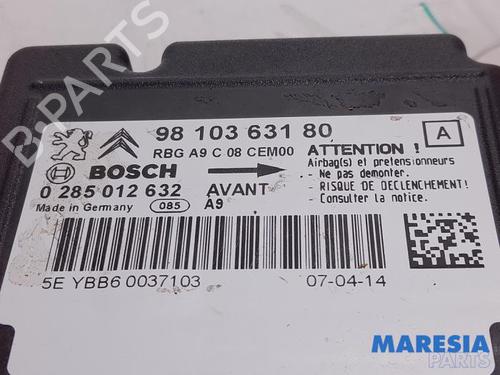 98 103 631 80
A
RBG A9 C 08 CEM00
ATTENTION !
BOSCH
Airbag(s) et pretensionneurs
- Ne pas demonter.
0 285 012 632
AVANT
- RISQUE DE DECLENCHEMENT!
Made in Germany
085
A9
- Consulter la notice.
5E YBB6 0037103
07-04-14
B-PARTS
MARESIA
PARTS